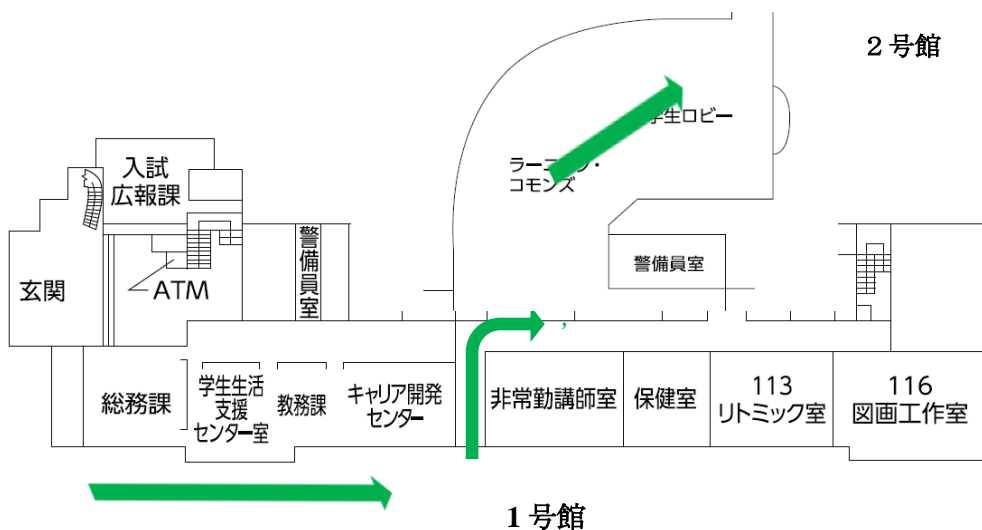 2号館
学生ロビー
ラーニング・
コモンズ
入試
広報課
警備員室
警備員室
玄関
ATM
総務課
学生生活
支援
センター室
教務課
キャリア開発
センター
非常勤講師室
保健室
113
リトミック室
116
図画工作室
1号館